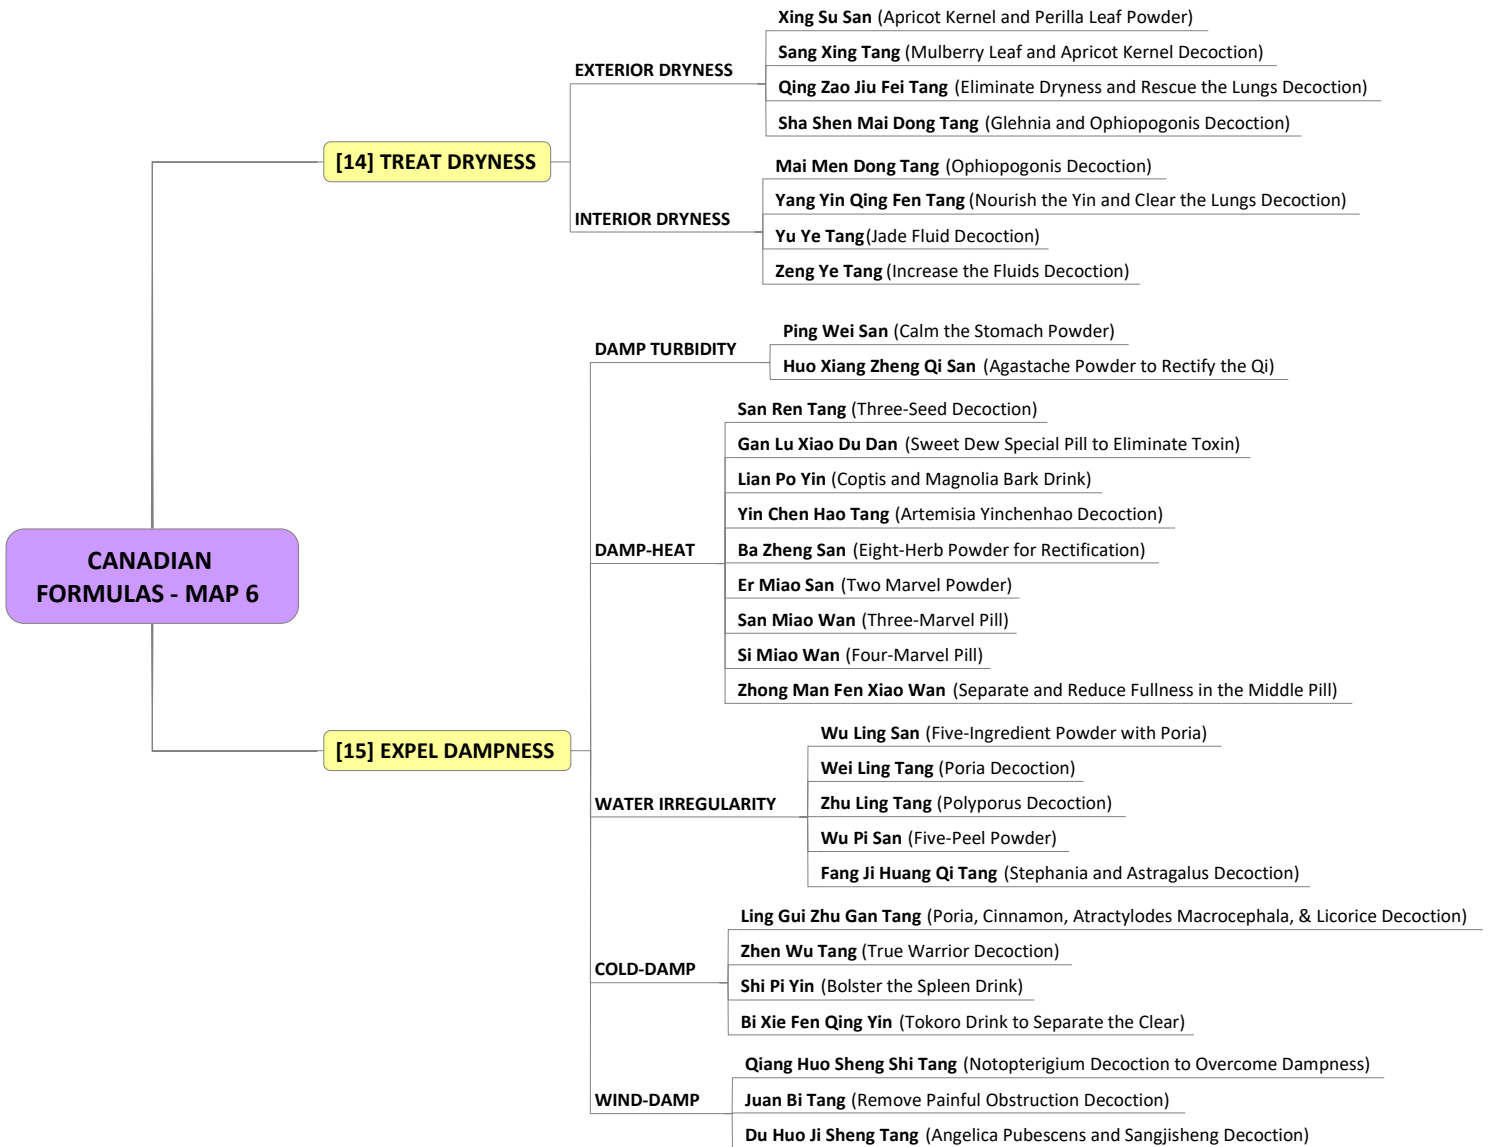 CANADIAN
FORMULAS - MAP 6
[14] TREAT DRYNESS
EXTERIOR DRYNESS
Xing Su San (Apricot Kernel and Perilla Leaf Powder)
Sang Xing Tang (Mulberry Leaf and Apricot Kernel Decoction)
Qing Zao Jiu Fei Tang (Eliminate Dryness and Rescue the Lungs Decoction)
Sha Shen Mai Dong Tang (Glehnia and Ophiopogonis Decoction)
INTERIOR DRYNESS
Mai Men Dong Tang (Ophiopogonis Decoction)
Yang Yin Qing Fen Tang (Nourish the Yin and Clear the Lungs Decoction)
Yu Ye Tang (Jade Fluid Decoction)
Zeng Ye Tang (Increase the Fluids Decoction)
[15] EXPEL DAMPNESS
DAMP TURBIDITY
Ping Wei San (Calm the Stomach Powder)
Huo Xiang Zheng Qi San (Agastache Powder to Rectify the Qi)
DAMP-HEAT
San Ren Tang (Three-Seed Decoction)
Gan Lu Xiao Du Dan (Sweet Dew Special Pill to Eliminate Toxin)
Lian Po Yin (Coptis and Magnolia Bark Drink)
Yin Chen Hao Tang (Artemisia Yinchenhao Decoction)
Ba Zheng San (Eight-Herb Powder for Rectification)
Er Miao San (Two Marvel Powder)
San Miao Wan (Three-Marvel Pill)
Si Miao Wan (Four-Marvel Pill)
Zhong Man Fen Xiao Wan (Separate and Reduce Fullness in the Middle Pill)
WATER IRREGULARITY
Wu Ling San (Five-Ingredient Powder with Poria)
Wei Ling Tang (Poria Decoction)
Zhu Ling Tang (Polyporus Decoction)
Wu Pi San (Five-Peel Powder)
Fang Ji Huang Qi Tang (Stephania and Astragalus Decoction)
COLD-DAMP
Ling Gui Zhu Gan Tang (Poria, Cinnamon, Atractylodes Macrocephala, & Licorice Decoction)
Zhen Wu Tang (True Warrior Decoction)
Shi Pi Yin (Bolster the Spleen Drink)
Bi Xie Fen Qing Yin (Tokoro Drink to Separate the Clear)
WIND-DAMP
Qiang Huo Sheng Shi Tang (Notopterigium Decoction to Overcome Dampness)
Juan Bi Tang (Remove Painful Obstruction Decoction)
Du Huo Ji Sheng Tang (Angelica Pubescens and Sangjisheng Decoction)